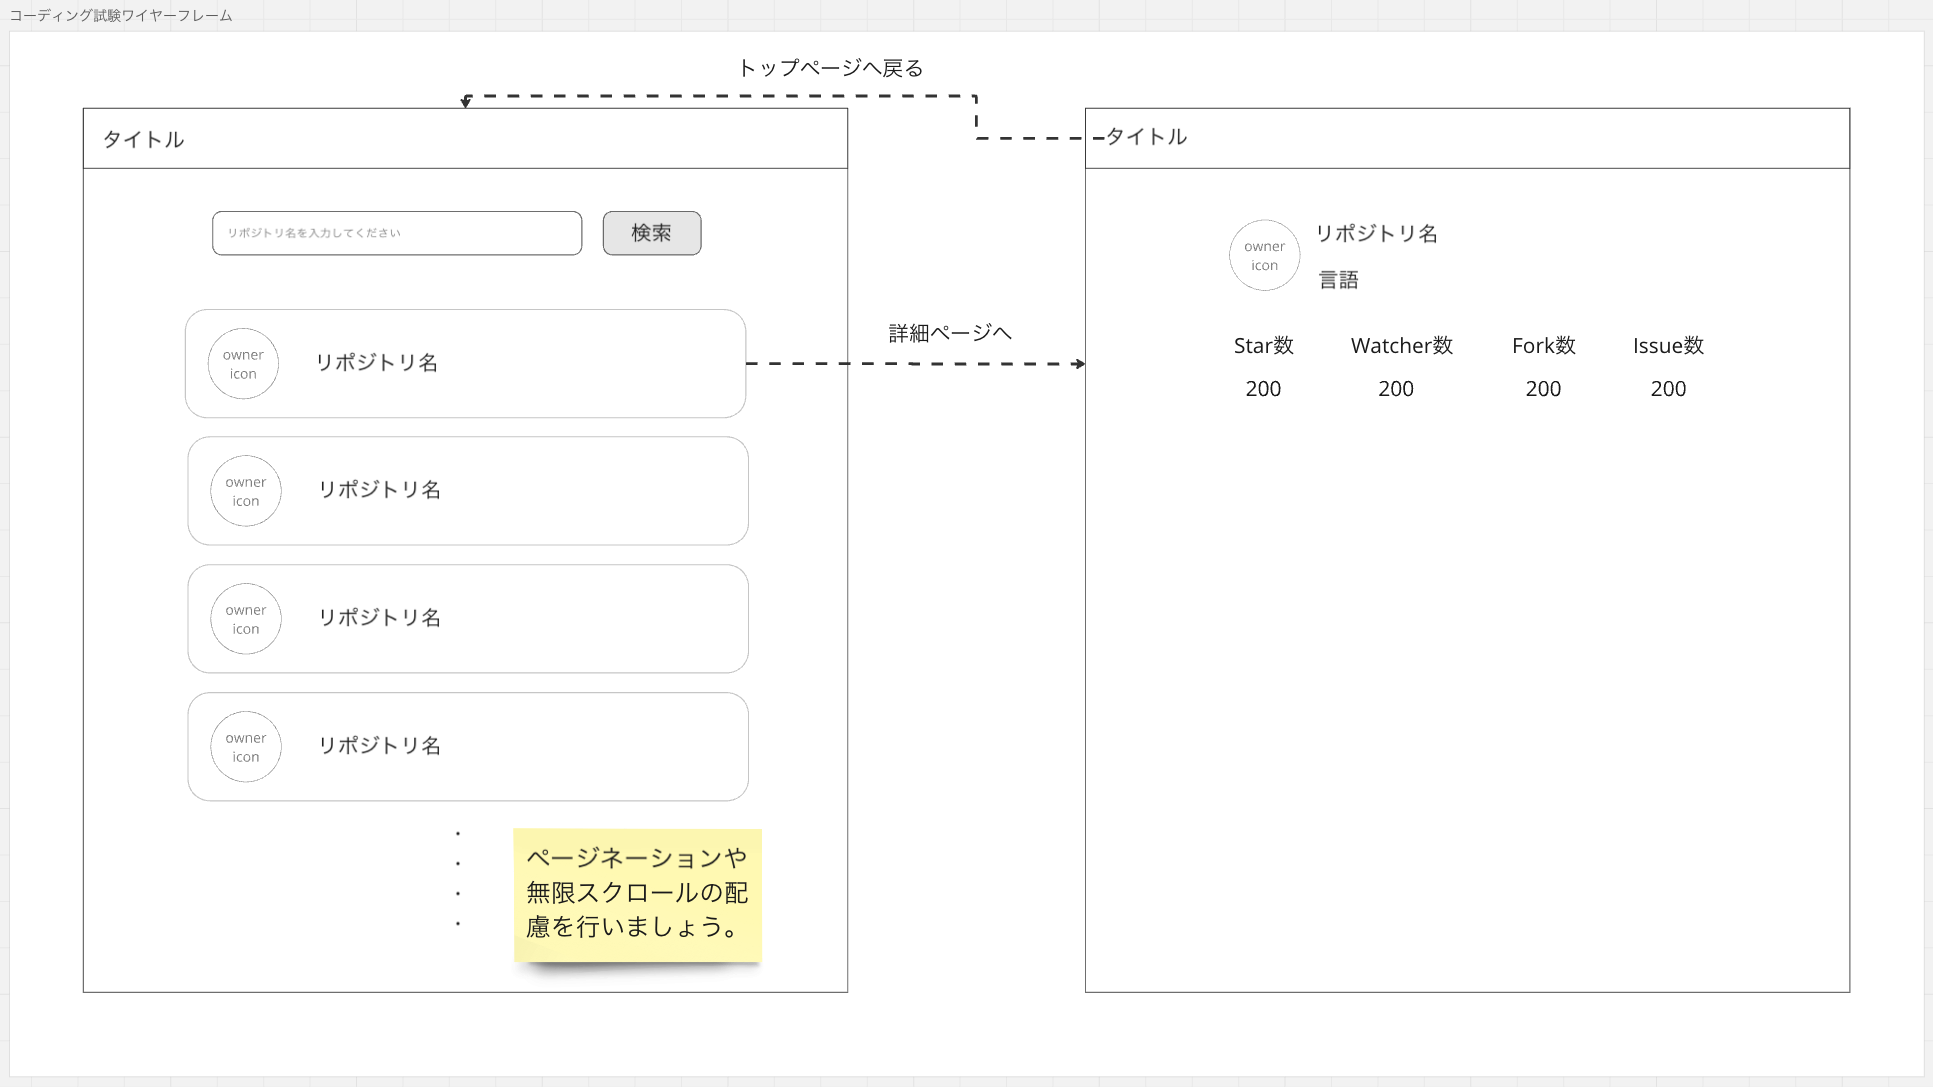 コーディング試験ワイヤーフレーム
トップページへ戻る
タイトル
リポジトリ名を入力してください
検索
owner
icon
リポジトリ名
owner
icon
リポジトリ名
owner
icon
リポジトリ名
owner
icon
リポジトリ名
ページネーションや
無限スクロールの配
慮を行いましょう。
詳細ページへ
タイトル
owner
icon
リポジトリ名
言語
Star数 Watcher数 Fork数 Issue数
200 200 200 200